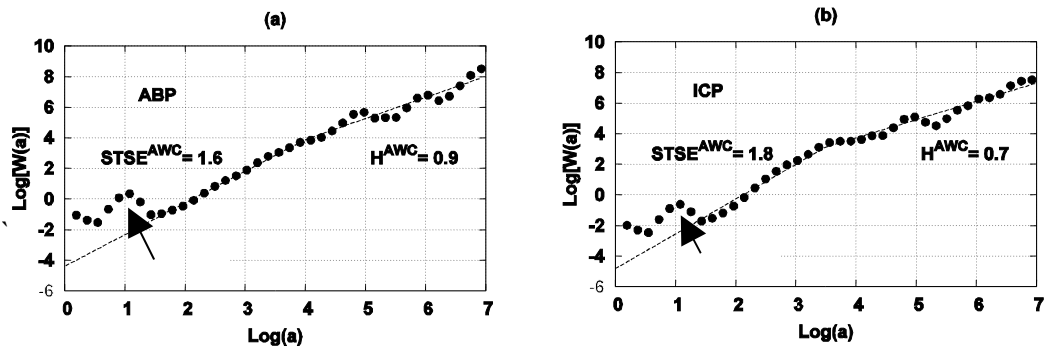 (a)
10
8
6
4
2
0
-2
-4
-6
Log[W(a)]
ABP
STSE^AWC = 1.6
H^AWC = 0.9
0 1 2 3 4 5 6 7
Log(a)
(b)
10
8
6
4
2
0
-2
-4
-6
Log[W(a)]
ICP
STSE^AWC = 1.8
H^AWC = 0.7
0 1 2 3 4 5 6 7
Log(a)